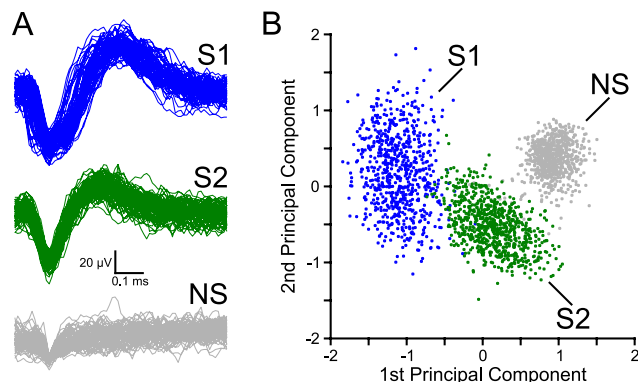 A
S1
S2
20 µV
0.1 ms
NS
B
2nd Principal Component
2
1
0
-1
-2
-2
-1
0
1
2
1st Principal Component
S1
NS
S2